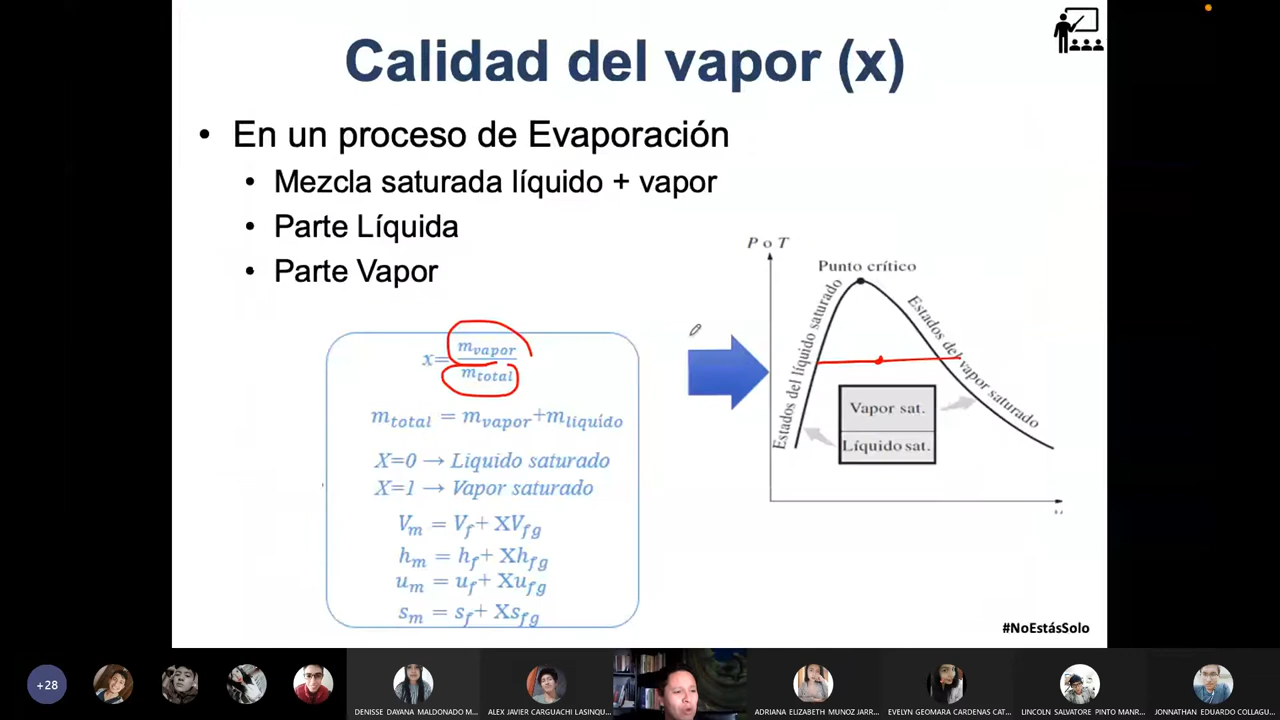 Calidad del vapor (x)
• En un proceso de Evaporación
• Mezcla saturada líquido + vapor
• Parte Líquida
• Parte Vapor
x= m_vapor / m_total
m_total = m_vapor+m_liquído
X=0 → Liquido saturado
X=1 → Vapor saturado
V_m = V_f+ XV_fg
h_m = h_f+ Xh_fg
u_m = u_f+ Xu_fg
s_m = s_f+ Xs_fg
P o T
Punto crítico
Estados del líquido saturado
Estados del vapor saturado
Vapor sat.
Líquido sat.
#NoEstásSolo
+28
DENISSE DAYANA MALDONADO M...
ALEX JAVIER CARGUACHI LASINQU...
ADRIANA ELIZABETH MUNOZ JARR...
EVELYN GEOMARA CARDENAS CAT...
LINCOLN SALVATORE PINTO MANR...
JONNATHAN EDUARDO COLLAGU...